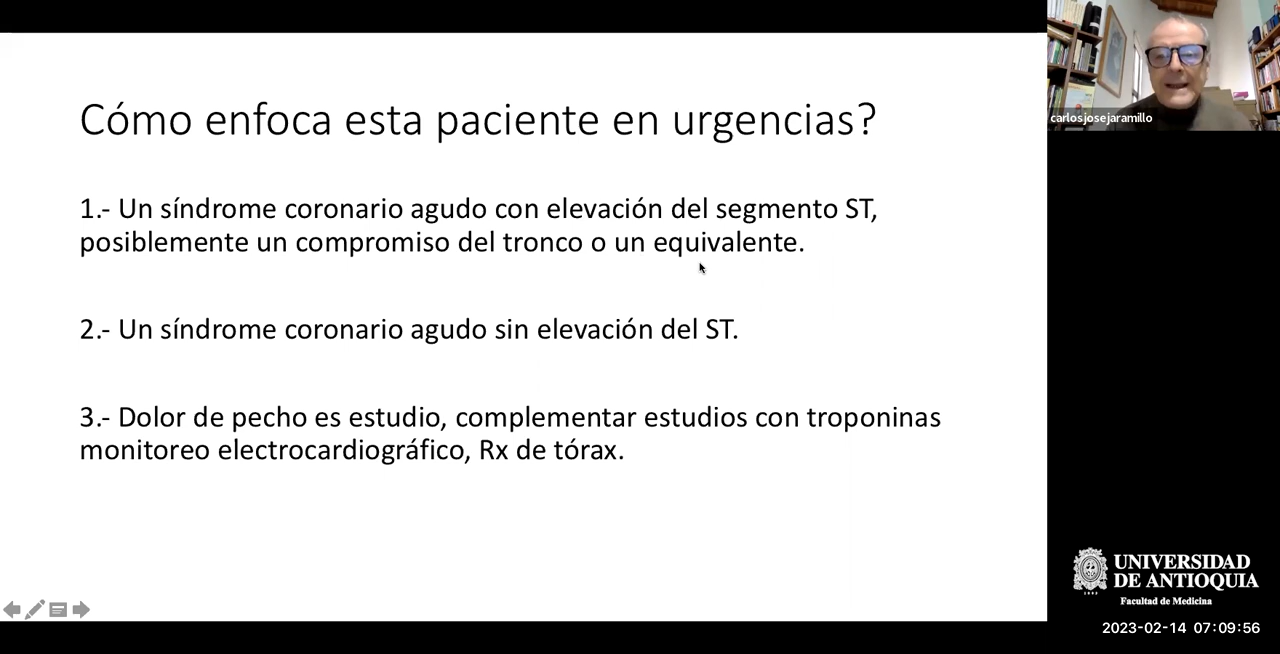 carlosjosejaramillo
Cómo enfoca esta paciente en urgencias?
1.- Un síndrome coronario agudo con elevación del segmento ST,
posiblemente un compromiso del tronco o un equivalente.
2.- Un síndrome coronario agudo sin elevación del ST.
3.- Dolor de pecho es estudio, complementar estudios con troponinas
monitoreo electrocardiográfico, Rx de tórax.
UNIVERSIDAD
DE ANTIOQUIA
Facultad de Medicina
2023-02-14 07:09:56